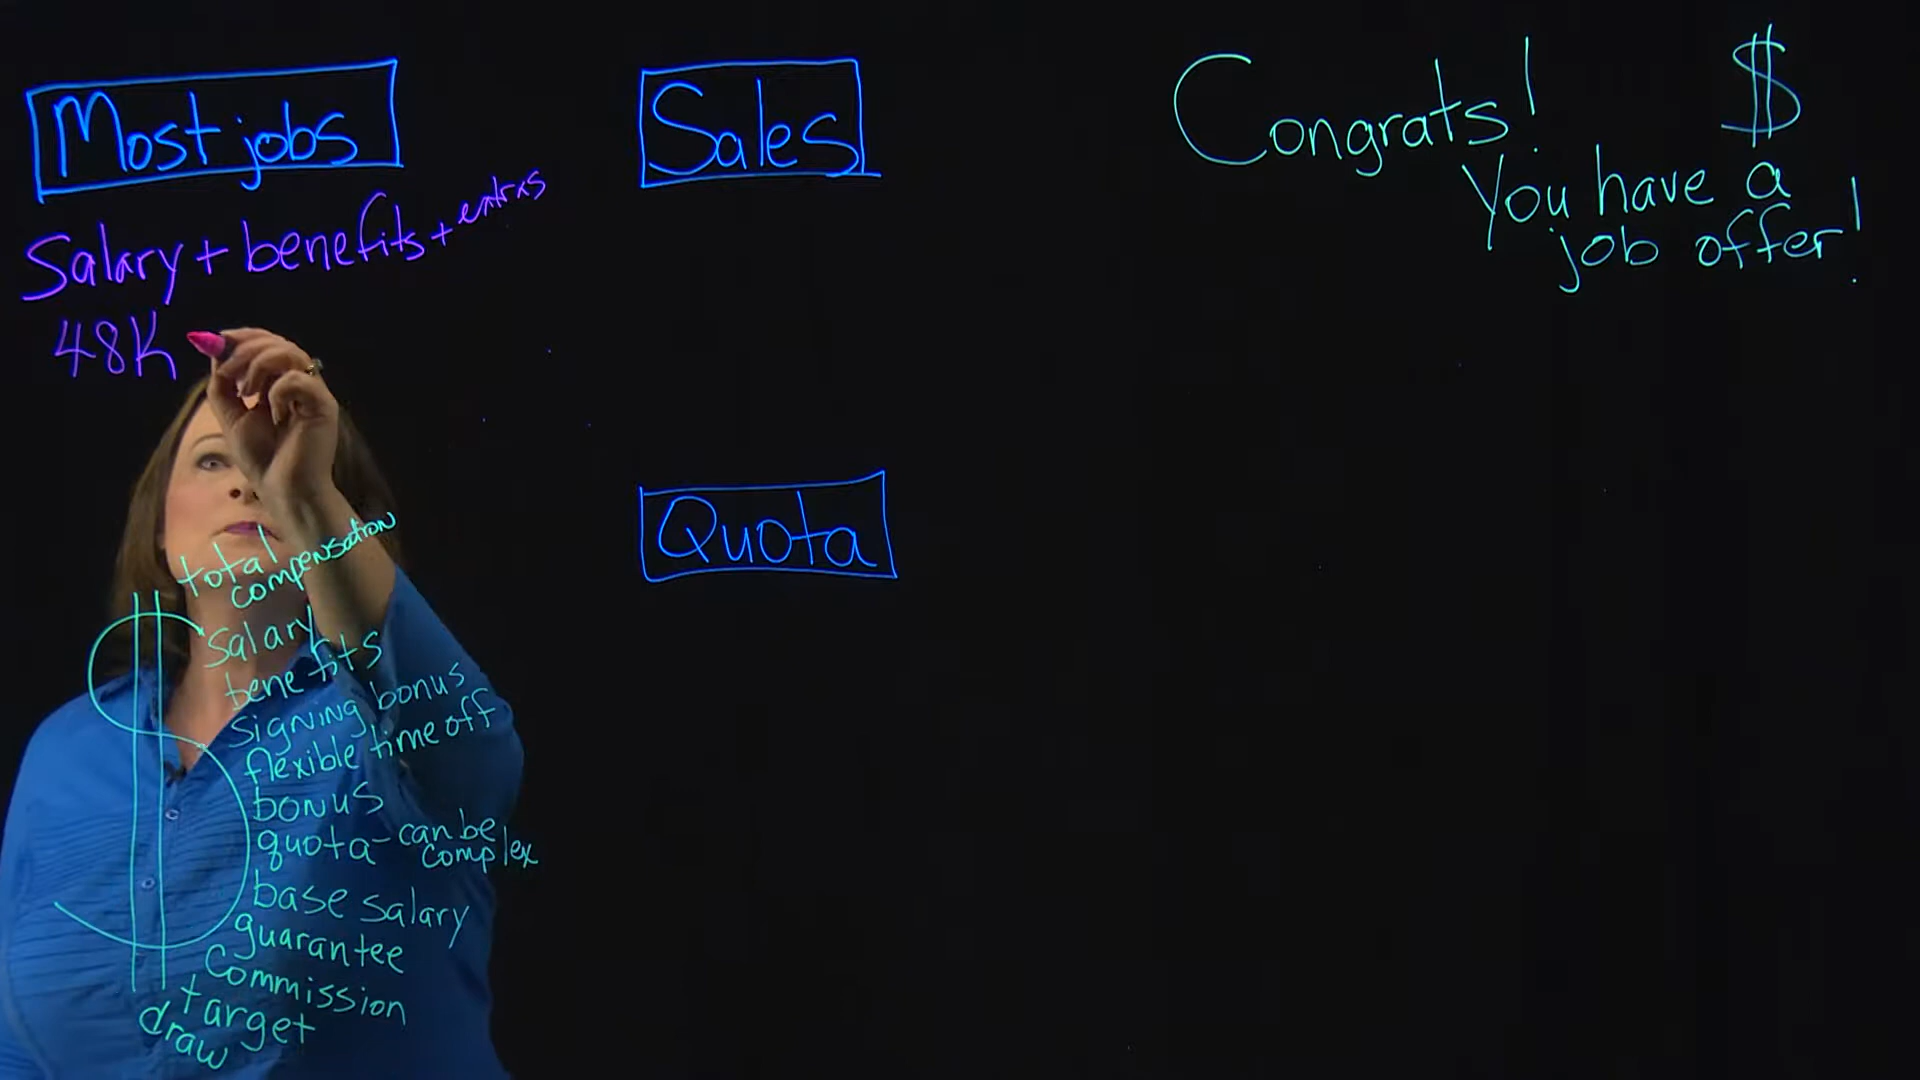 Most jobs
Salary + benefits + extras
48K
total
compensation
salary
benefits
signing bonus
flexible time off
bonus
quota - can be
complex
base salary
guarantee
commission
target
draw
Sales
Quota
Congrats! $
You have a
job offer!